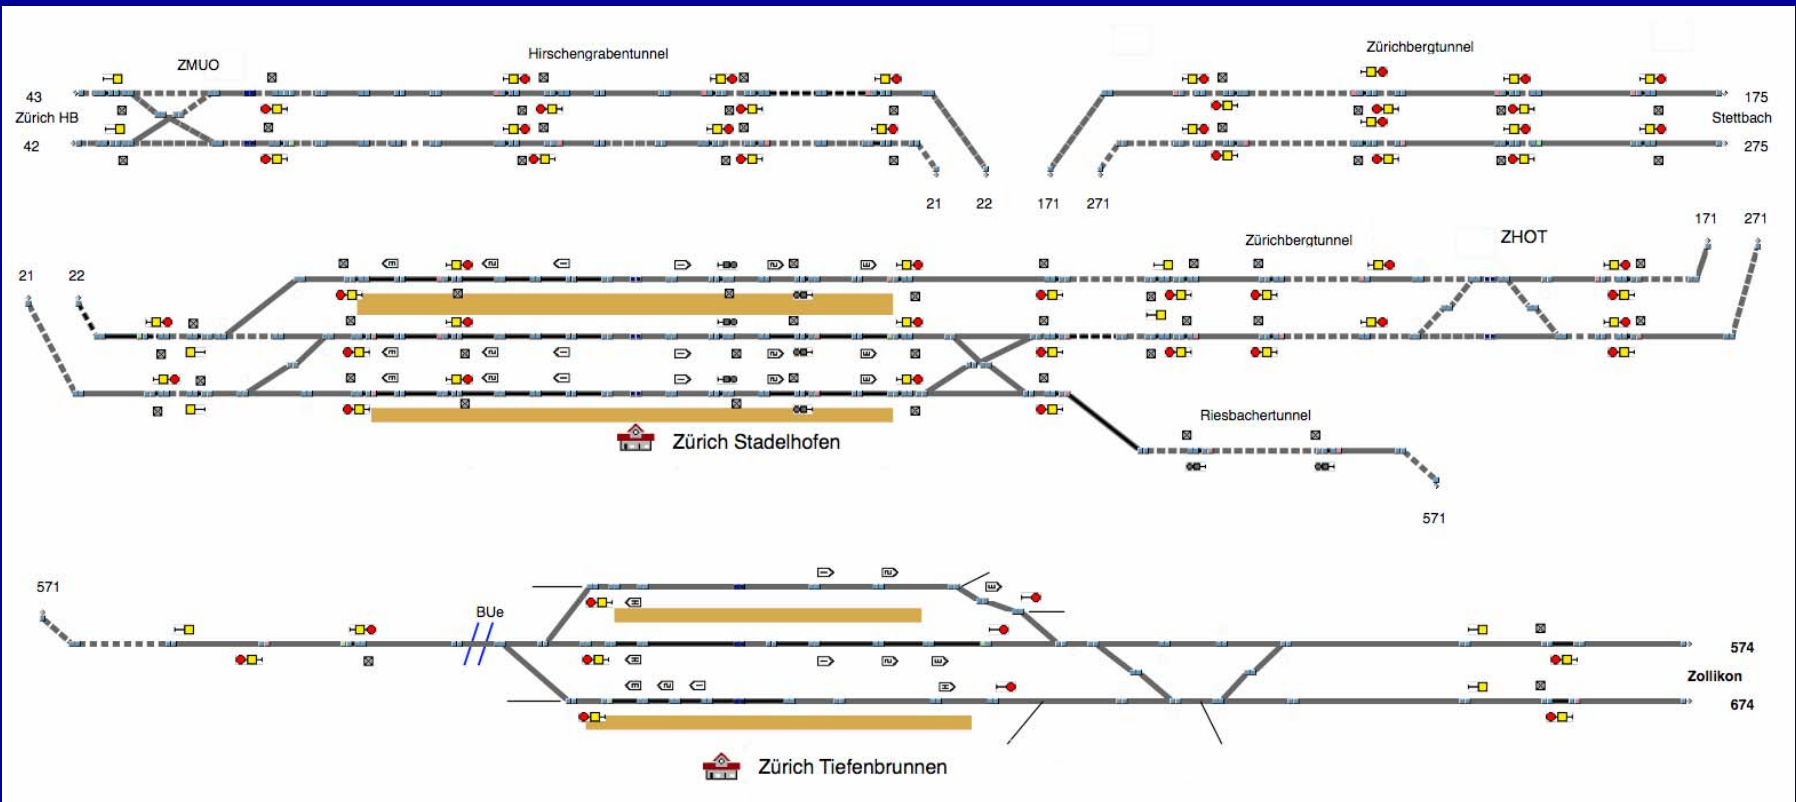 Hirschengrabentunnel
Zürichbergtunnel
ZMUO
43
175
Zürich HB
Stettbach
42
275
21
22
171
271
171
271
Zürichbergtunnel
ZHOT
21
22
Riesbachertunnel
Zürich Stadelhofen
571
571
BUe
574
Zollikon
674
Zürich Tiefenbrunnen